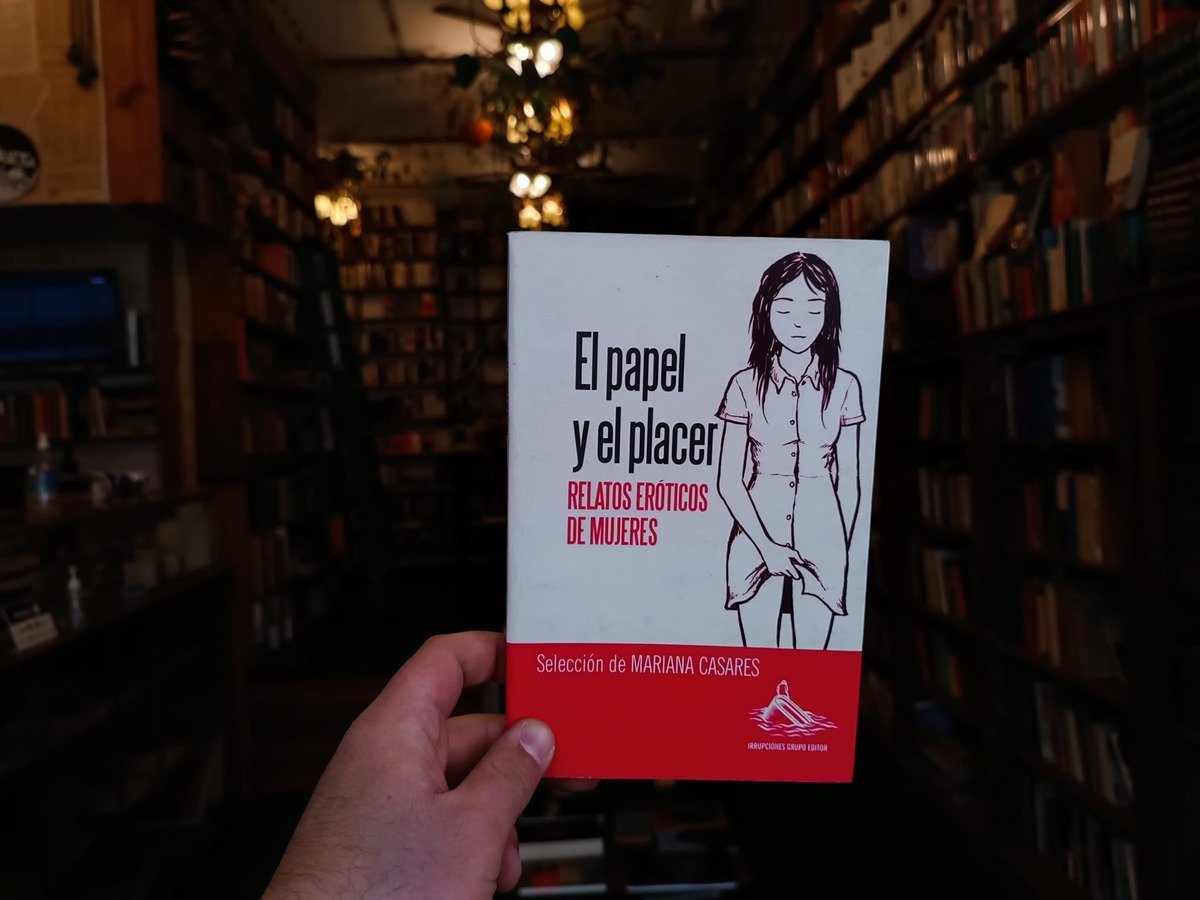 El papel
y el placer
RELATOS ERÓTICOS
DE MUJERES
Selección de MARIANA CASARES
IRRUPCIONES GRUPO EDITOR